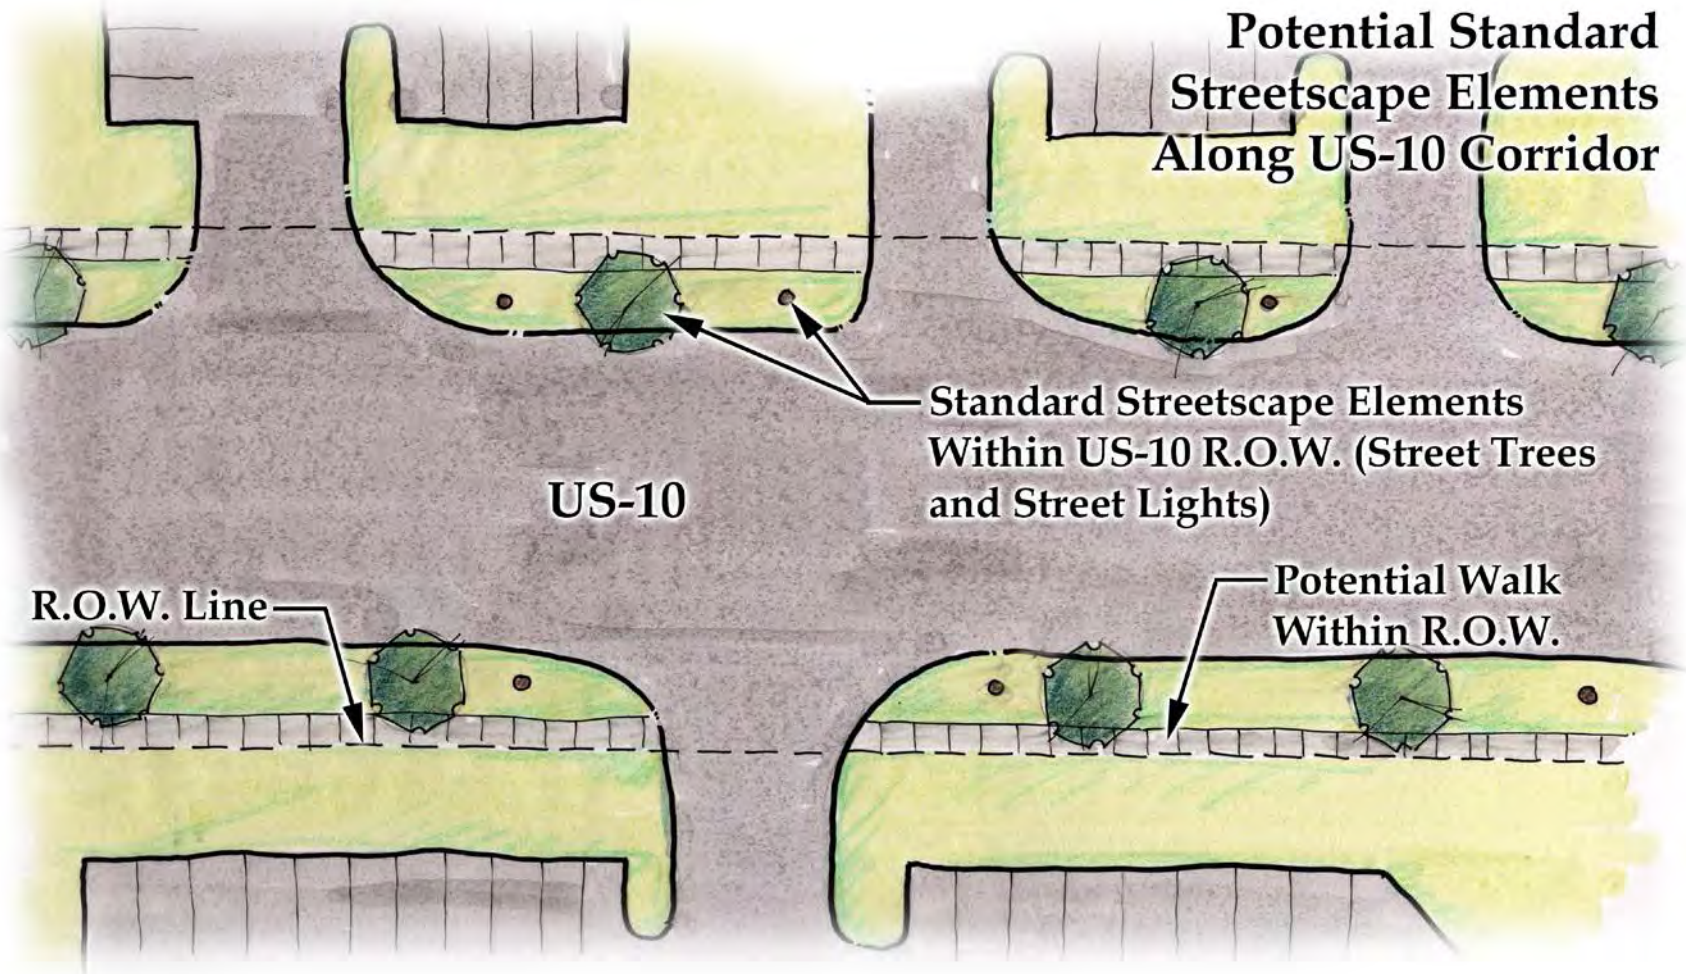 Potential Standard
Streetscape Elements
Along US-10 Corridor
Standard Streetscape Elements
Within US-10 R.O.W. (Street Trees
and Street Lights)
US-10
R.O.W. Line
Potential Walk
Within R.O.W.